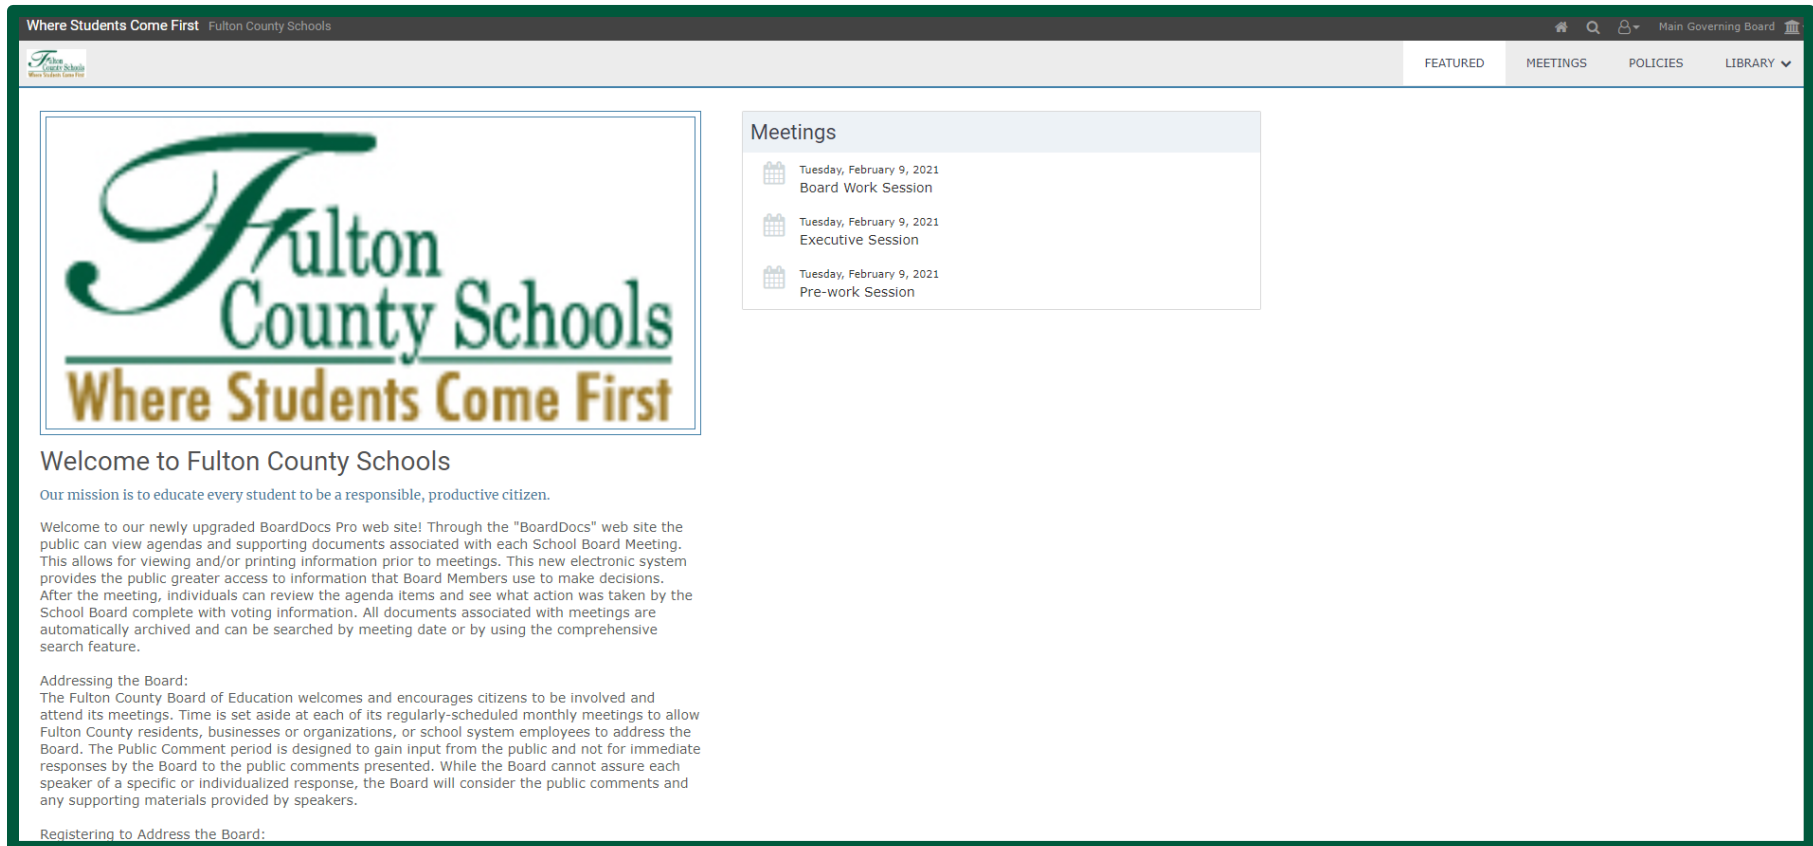 Where Students Come First Fulton County Schools
Main Governing Board
Fulton
County Schools
Where Students Come First
FEATURED MEETINGS POLICIES LIBRARY
Fulton
County Schools
Where Students Come First
Welcome to Fulton County Schools
Our mission is to educate every student to be a responsible, productive citizen.
Welcome to our newly upgraded BoardDocs Pro web site! Through the "BoardDocs" web site the
public can view agendas and supporting documents associated with each School Board Meeting.
This allows for viewing and/or printing information prior to meetings. This new electronic system
provides the public greater access to information that Board Members use to make decisions.
After the meeting, individuals can review the agenda items and see what action was taken by the
School Board complete with voting information. All documents associated with meetings are
automatically archived and can be searched by meeting date or by using the comprehensive
search feature.
Addressing the Board:
The Fulton County Board of Education welcomes and encourages citizens to be involved and
attend its meetings. Time is set aside at each of its regularly-scheduled monthly meetings to allow
Fulton County residents, businesses or organizations, or school system employees to address the
Board. The Public Comment period is designed to gain input from the public and not for immediate
responses by the Board to the public comments presented. While the Board cannot assure each
speaker of a specific or individualized response, the Board will consider the public comments and
any supporting materials provided by speakers.
Registering to Address the Board:
Meetings
Tuesday, February 9, 2021
Board Work Session
Tuesday, February 9, 2021
Executive Session
Tuesday, February 9, 2021
Pre-work Session